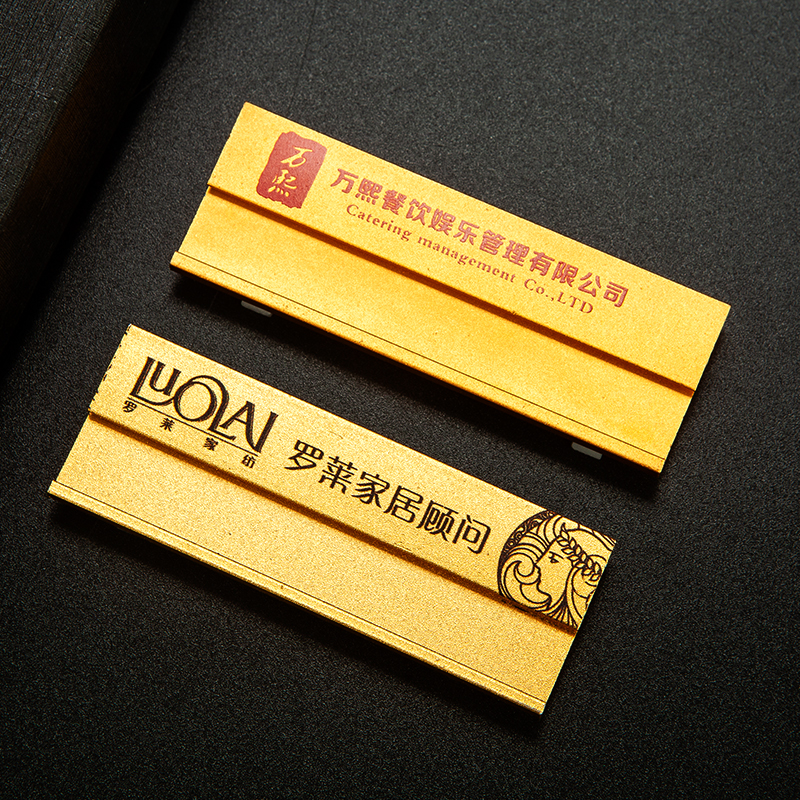 万熙
万熙餐饮娱乐管理有限公司
Catering management Co.,LTD
LUOLAI
罗莱家纺
罗莱家居顾问